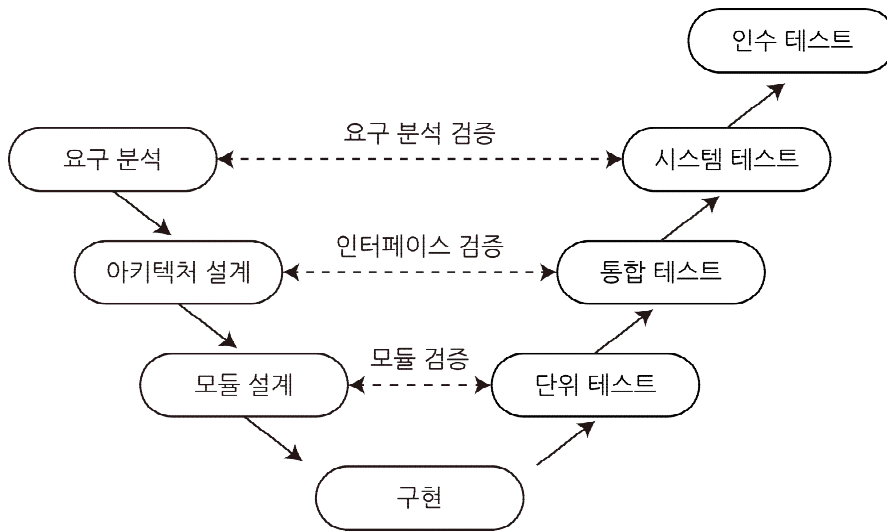 인수 테스트
요구 분석 검증
요구 분석
시스템 테스트
인터페이스 검증
아키텍처 설계
통합 테스트
모듈 검증
모듈 설계
단위 테스트
구현